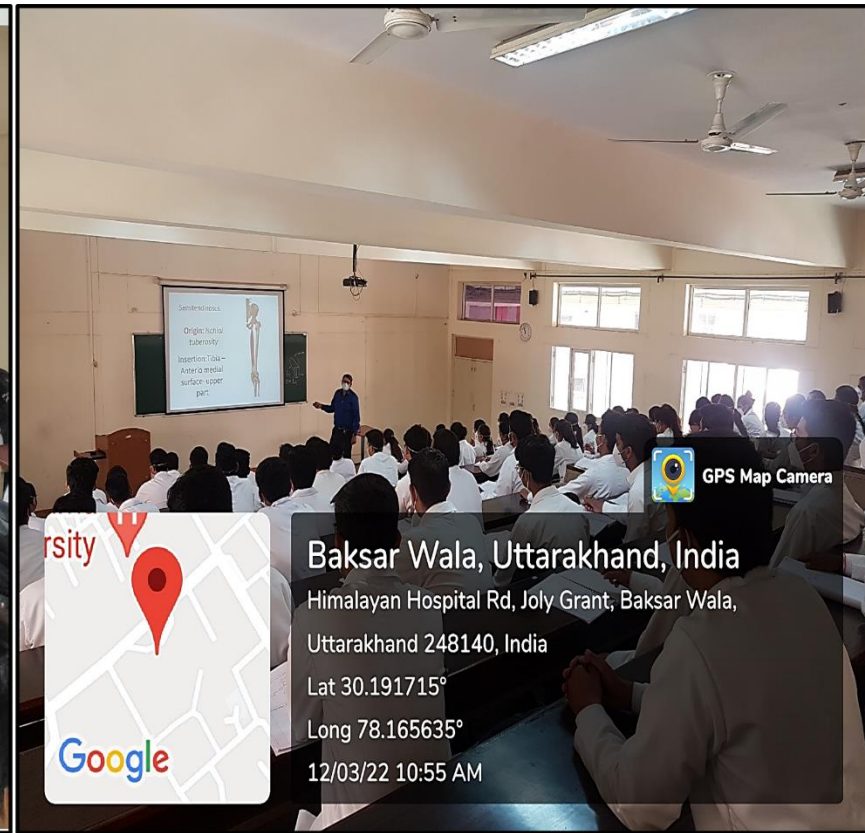 Semitendinosus
Origin: Ischial
tuberosity
Insertion: Tibia –
Anterio medial
surface- upper
part
GPS Map Camera
rsity
H
Google
Baksar Wala, Uttarakhand, India
Himalayan Hospital Rd, Joly Grant, Baksar Wala,
Uttarakhand 248140, India
Lat 30.191715°
Long 78.165635°
12/03/22 10:55 AM